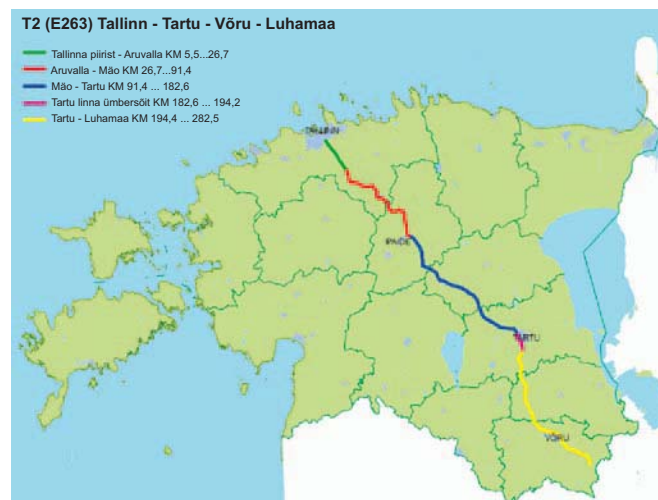 T2 (E263) Tallinn - Tartu - Võru - Luhamaa
Tallinna piirist - Aruvalla KM 5,5...26,7
Aruvalla - Mäo KM 26,7...91,4
Mäo - Tartu KM 91,4 ... 182,6
Tartu linna ümbersõit KM 182,6 ... 194,2
Tartu - Luhamaa KM 194,4 ... 282,5
TALLINN
PAIDE
TARTU
VÕRU